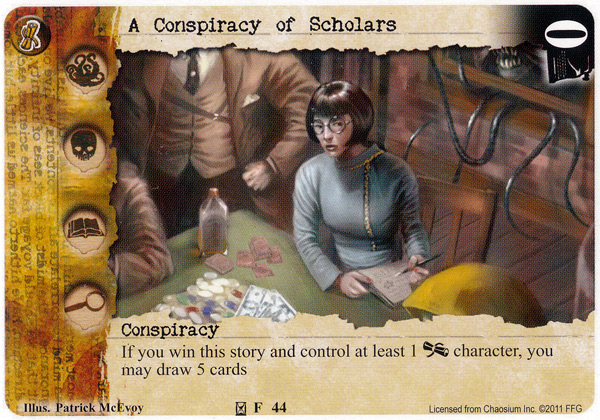 A Conspiracy of Scholars
0
Conspiracy
If you win this story and control at least 1 character, you
may draw 5 cards
Illus. Patrick McEvoy
F 44
Licensed from Chaosium Inc. ©2011 FFG